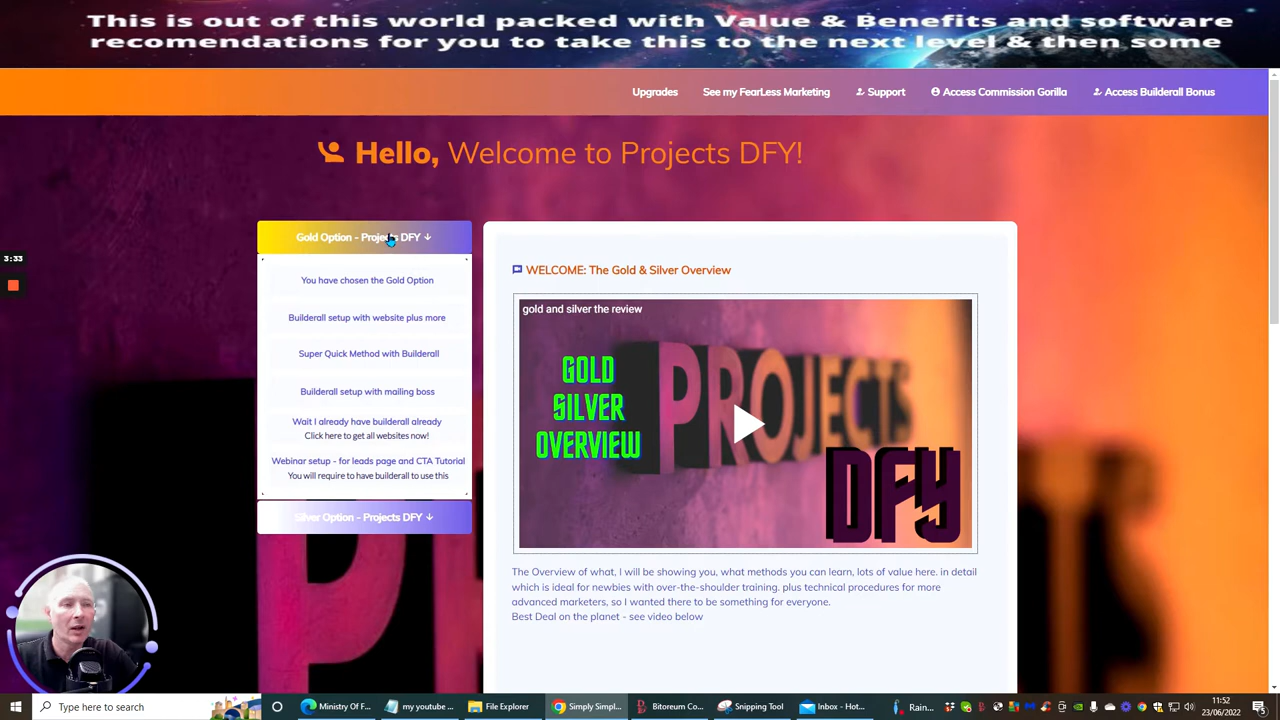 This is out of this world packed with Value & Benefits and software
recomendations for you to take this to the next level & then some
Upgrades
See my FearLess Marketing
Support
Access Commission Gorilla
Access Builderall Bonus
Hello, Welcome to Projects DFY!
Gold Option - Projects DFY ↓
3:33
You have chosen the Gold Option
Builderall setup with website plus more
Super Quick Method with Builderall
Builderall setup with mailing boss
Wait I already have builderall already
Click here to get all websites now!
Webinar setup - for leads page and CTA Tutorial
You will require to have builderall to use this
Silver Option - Projects DFY ↓
WELCOME: The Gold & Silver Overview
gold and silver the review
GOLD
SILVER
OVERVIEW
PROJECTS
DFY
The Overview of what, I will be showing you, what methods you can learn, lots of value here. in detail
which is ideal for newbies with over-the-shoulder training. plus technical procedures for more
advanced marketers, so I wanted there to be something for everyone.
Best Deal on the planet - see video below
Type here to search
Ministry Of F...
my youtube ...
File Explorer
Simply Simpl...
Bitoreum Co...
Snipping Tool
Inbox - Hot...
Rain...
11:52
23/06/2022